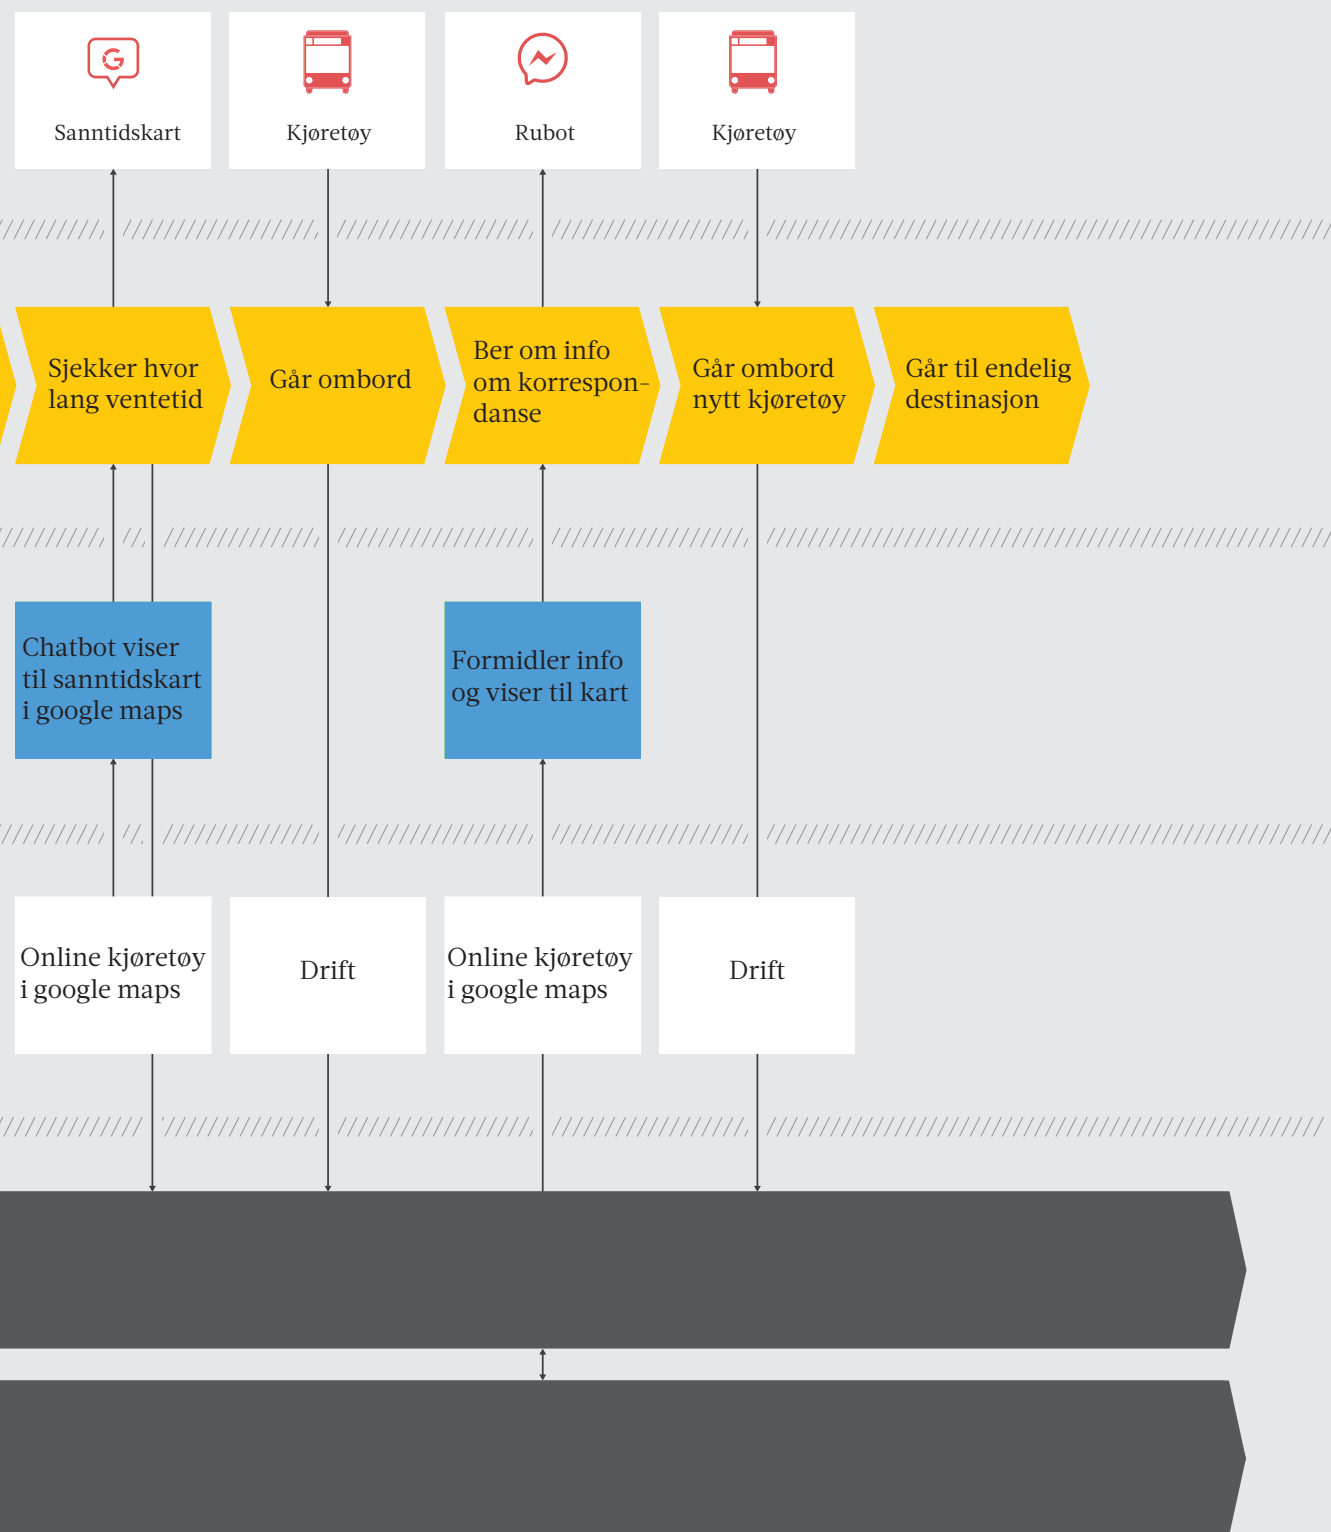 Sanntidskart
Kjøretøy
Rubot
Kjøretøy
Sjekker hvor
lang ventetid
Går ombord
Ber om info
om korrespon-
danse
Går ombord
nytt kjøretøy
Går til endelig
destinasjon
Chatbot viser
til sanntidskart
i google maps
Formidler info
og viser til kart
Online kjøretøy
i google maps
Drift
Online kjøretøy
i google maps
Drift